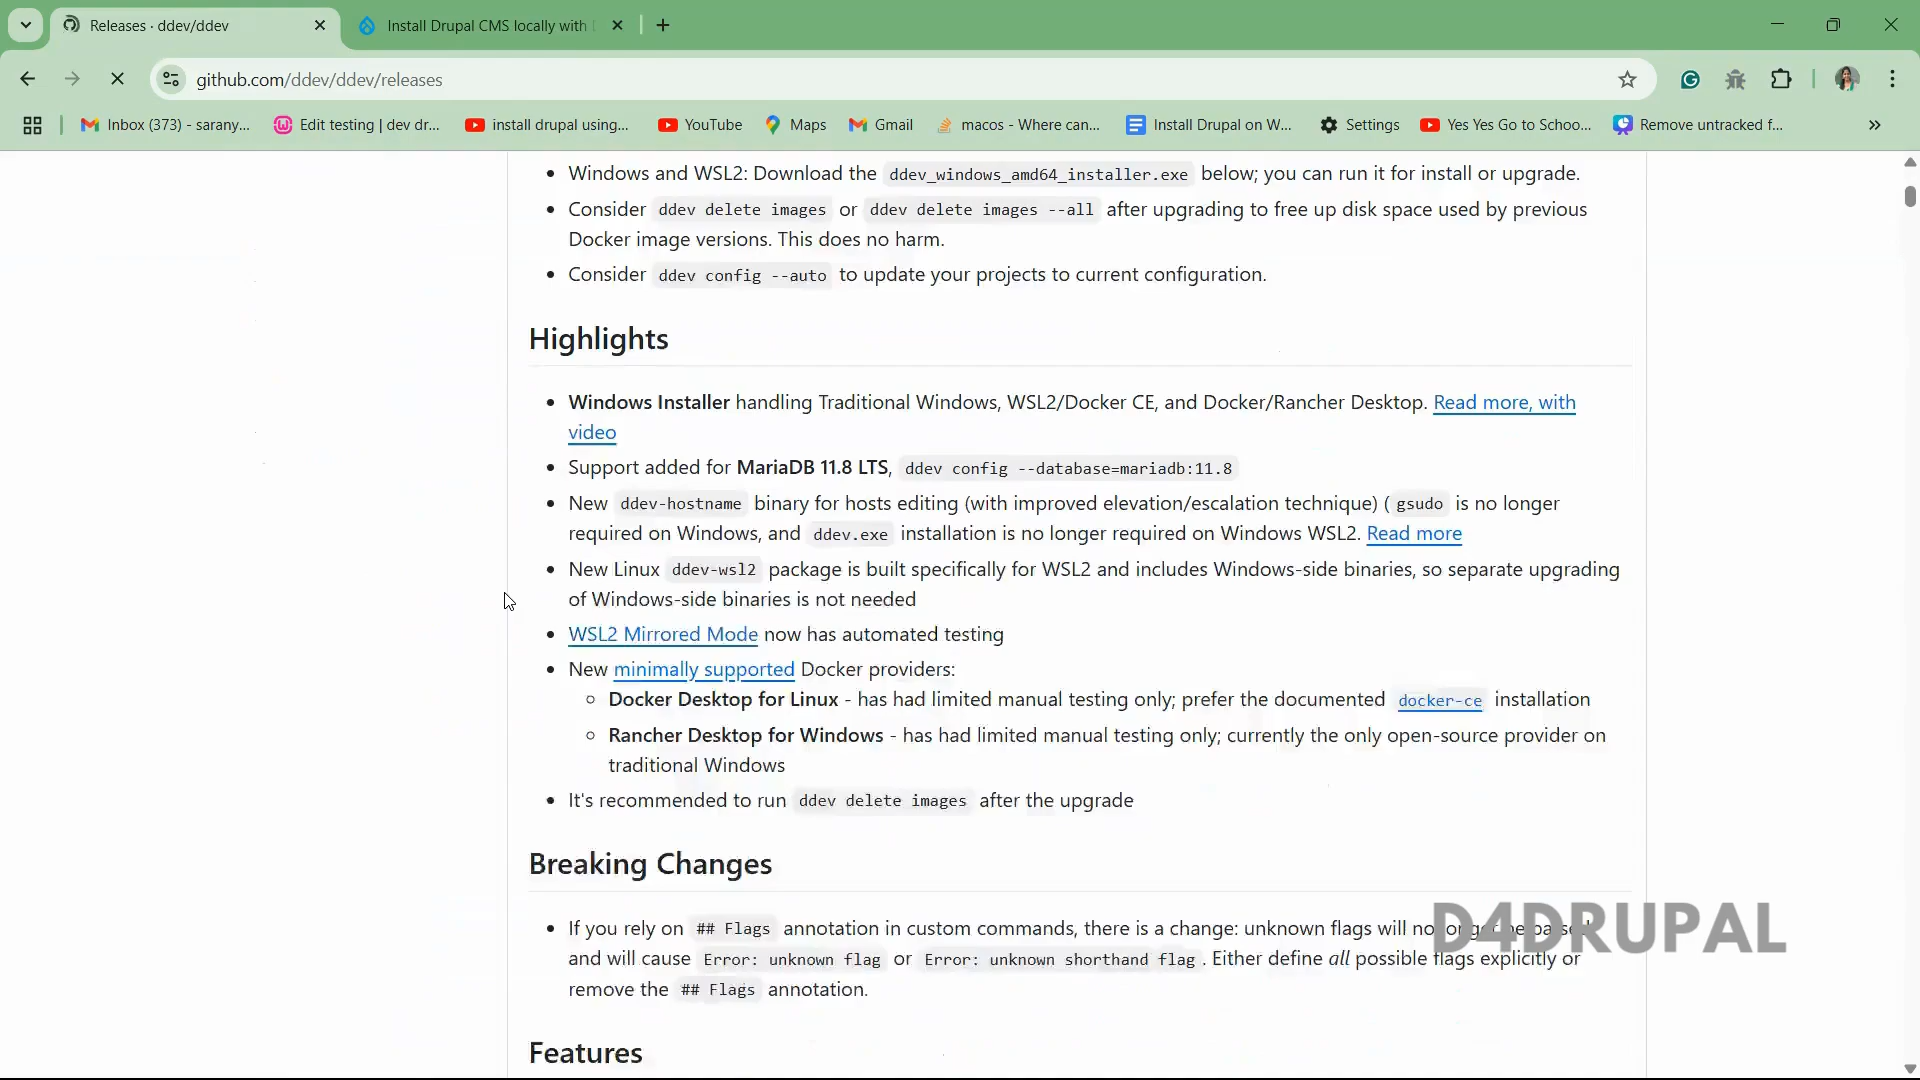 Releases · ddev/ddev
Install Drupal CMS locally with
github.com/ddev/ddev/releases
Inbox (373) - sarany...
Edit testing | dev dr...
install drupal using...
YouTube
Maps
Gmail
macos - Where can...
Install Drupal on W...
Settings
Yes Yes Go to Schoo...
Remove untracked f...
Windows and WSL2: Download the ddev_windows_amd64_installer.exe below; you can run it for install or upgrade.
Consider ddev delete images or ddev delete images --all after upgrading to free up disk space used by previous
Docker image versions. This does no harm.
Consider ddev config --auto to update your projects to current configuration.
Highlights
Windows Installer handling Traditional Windows, WSL2/Docker CE, and Docker/Rancher Desktop. Read more, with
video
Support added for MariaDB 11.8 LTS, ddev config --database=mariadb:11.8
New ddev-hostname binary for hosts editing (with improved elevation/escalation technique) ( gsudo is no longer
required on Windows, and ddev.exe installation is no longer required on Windows WSL2. Read more
New Linux ddev-wsl2 package is built specifically for WSL2 and includes Windows-side binaries, so separate upgrading
of Windows-side binaries is not needed
WSL2 Mirrored Mode now has automated testing
New minimally supported Docker providers:
Docker Desktop for Linux - has had limited manual testing only; prefer the documented docker-ce installation
Rancher Desktop for Windows - has had limited manual testing only; currently the only open-source provider on
traditional Windows
It's recommended to run ddev delete images after the upgrade
Breaking Changes
If you rely on ## Flags annotation in custom commands, there is a change: unknown flags will no longer be parsed
and will cause Error: unknown flag or Error: unknown shorthand flag . Either define all possible flags explicitly or
remove the ## Flags annotation.
D4DRUPAL
Features